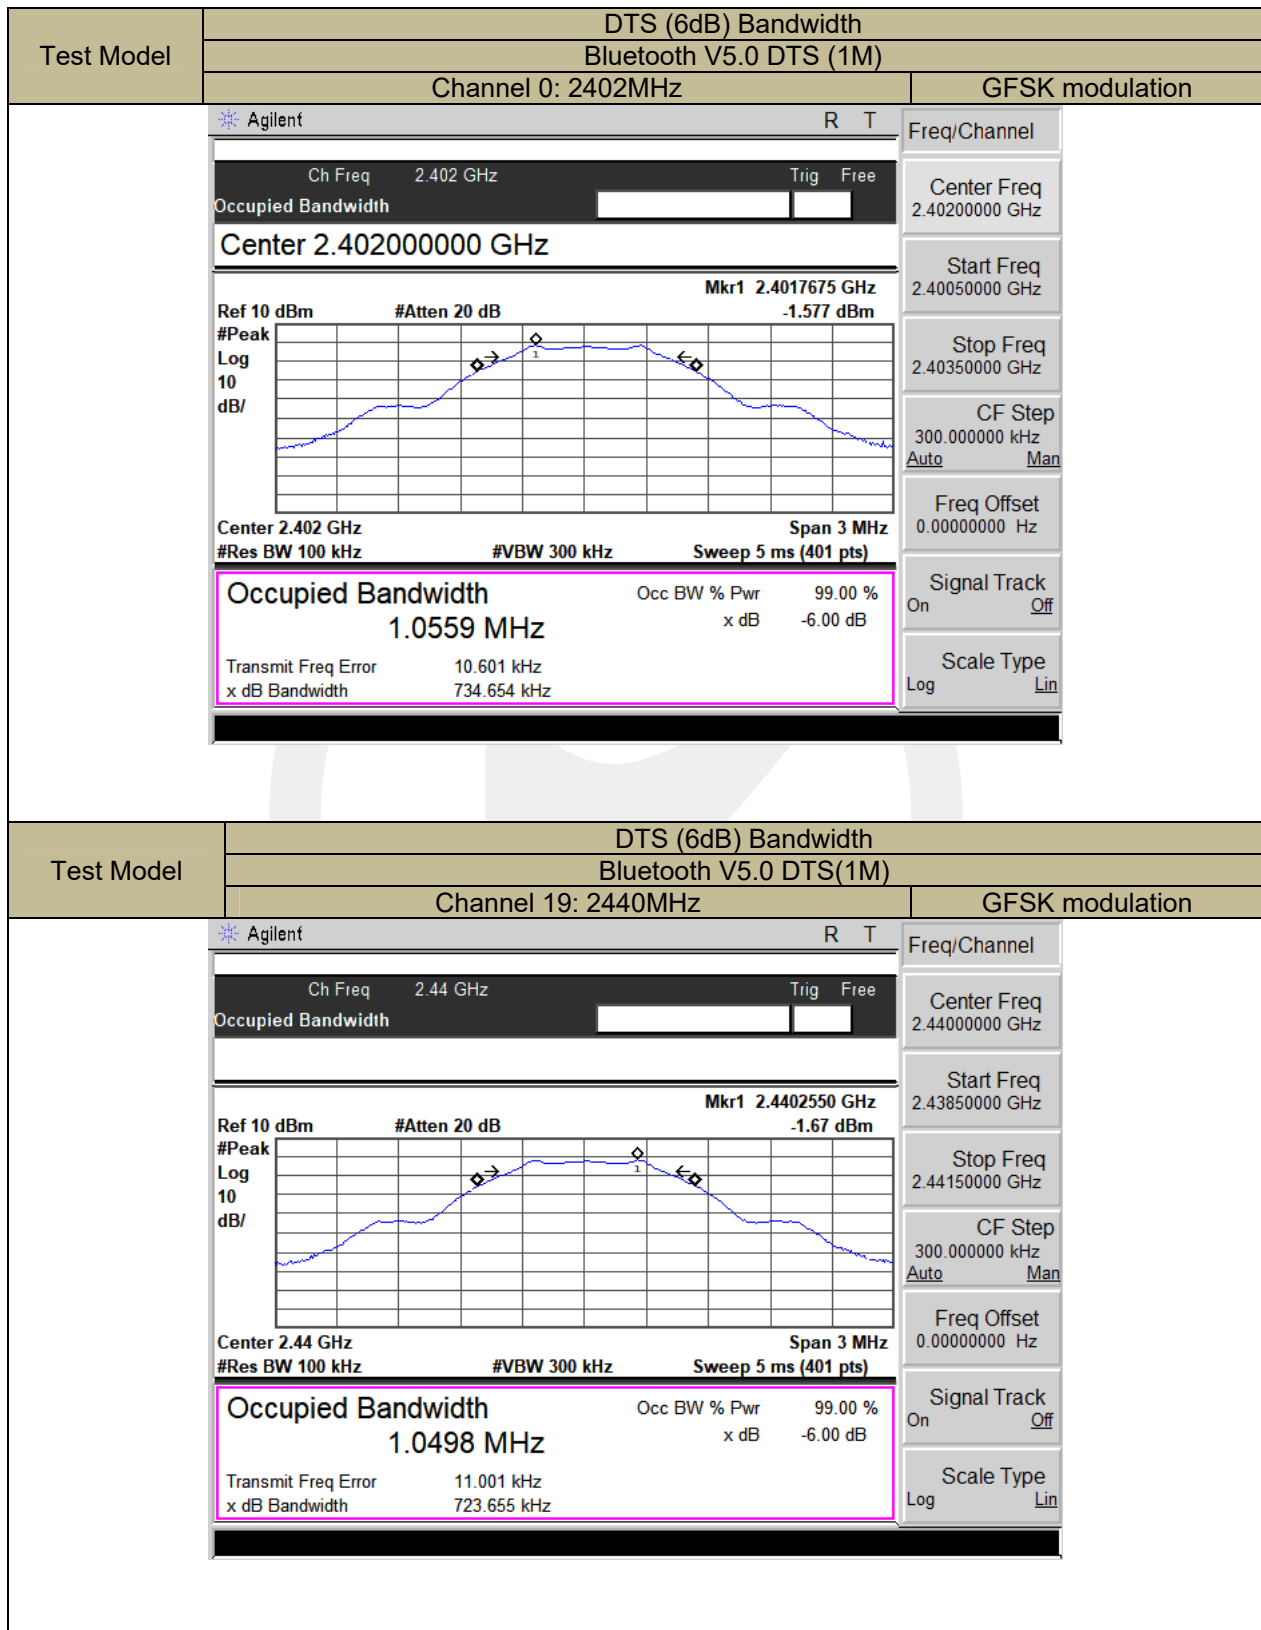 DTS (6dB) Bandwidth
Test Model
Bluetooth V5.0 DTS (1M)
Channel 0: 2402MHz GFSK modulation
Agilent R T
Freq/Channel
Ch Freq 2.402 GHz Trig Free
Occupied Bandwidth
Center 2.402000000 GHz
Mkr1 2.4017675 GHz
Ref 10 dBm #Atten 20 dB -1.577 dBm
#Peak
Log
10
dB/
1
Center 2.402 GHz Span 3 MHz
#Res BW 100 kHz #VBW 300 kHz Sweep 5 ms (401 pts)
Occupied Bandwidth Occ BW % Pwr 99.00 %
1.0559 MHz x dB -6.00 dB
Transmit Freq Error 10.601 kHz
x dB Bandwidth 734.654 kHz
Center Freq
2.40200000 GHz
Start Freq
2.40050000 GHz
Stop Freq
2.40350000 GHz
CF Step
300.000000 kHz
Auto Man
Freq Offset
0.00000000 Hz
Signal Track
On Off
Scale Type
Log Lin
DTS (6dB) Bandwidth
Test Model
Bluetooth V5.0 DTS(1M)
Channel 19: 2440MHz GFSK modulation
Agilent R T
Freq/Channel
Ch Freq 2.44 GHz Trig Free
Occupied Bandwidth
Mkr1 2.4402550 GHz
Ref 10 dBm #Atten 20 dB -1.67 dBm
#Peak
Log
10
dB/
1
Center 2.44 GHz Span 3 MHz
#Res BW 100 kHz #VBW 300 kHz Sweep 5 ms (401 pts)
Occupied Bandwidth Occ BW % Pwr 99.00 %
1.0498 MHz x dB -6.00 dB
Transmit Freq Error 11.001 kHz
x dB Bandwidth 723.655 kHz
Center Freq
2.44000000 GHz
Start Freq
2.43850000 GHz
Stop Freq
2.44150000 GHz
CF Step
300.000000 kHz
Auto Man
Freq Offset
0.00000000 Hz
Signal Track
On Off
Scale Type
Log Lin